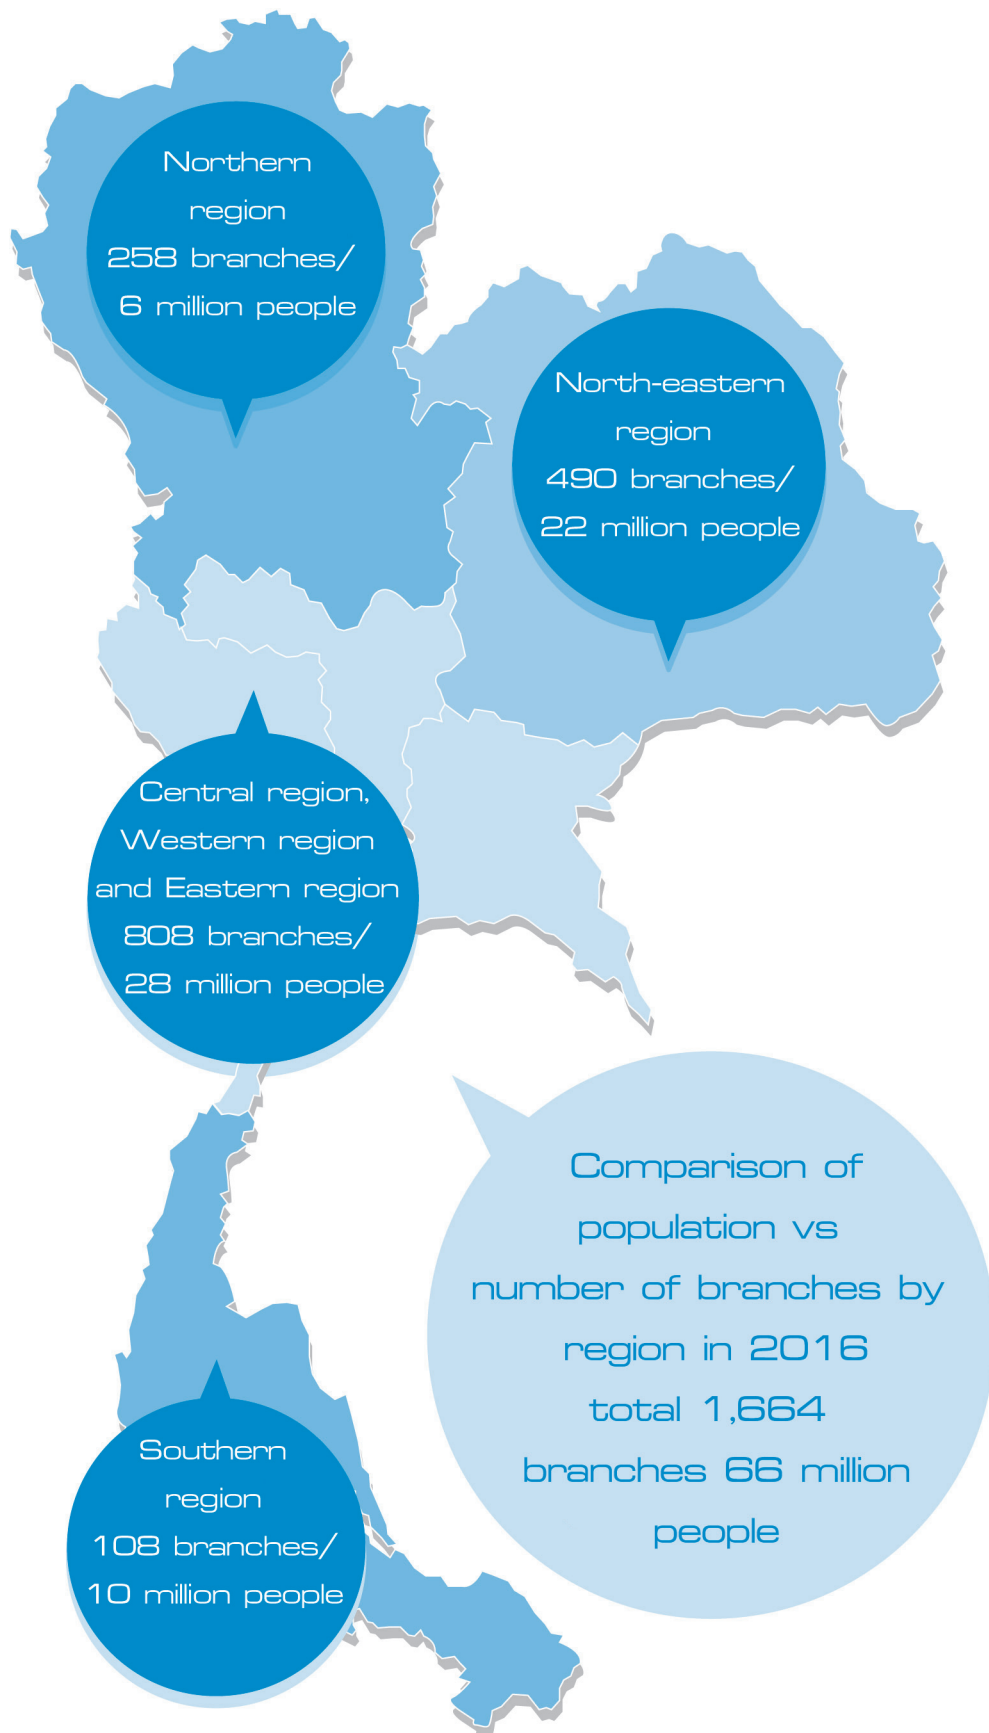 Northern
region
258 branches/
6 million people
North-eastern
region
490 branches/
22 million people
Central region,
Western region
and Eastern region
808 branches/
28 million people
Comparison of
population vs
number of branches by
region in 2016
total 1,664
branches 66 million
people
Southern
region
108 branches/
10 million people